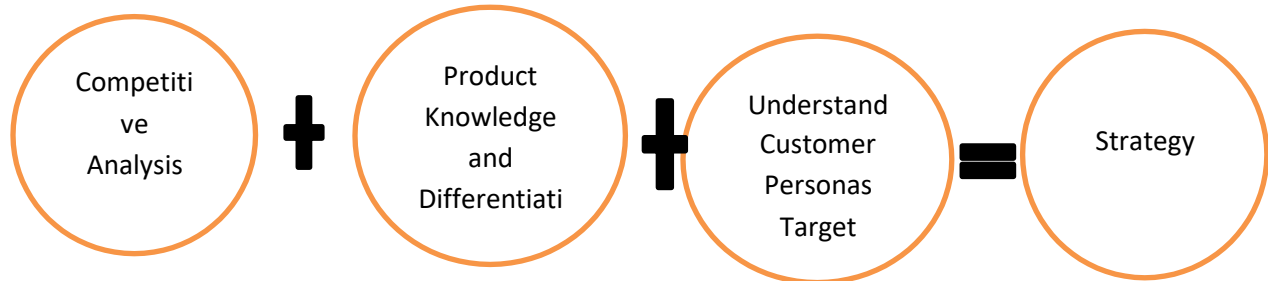 Competiti
ve
Analysis
Product
Knowledge
and
Differentiati
Understand
Customer
Personas
Target
Strategy